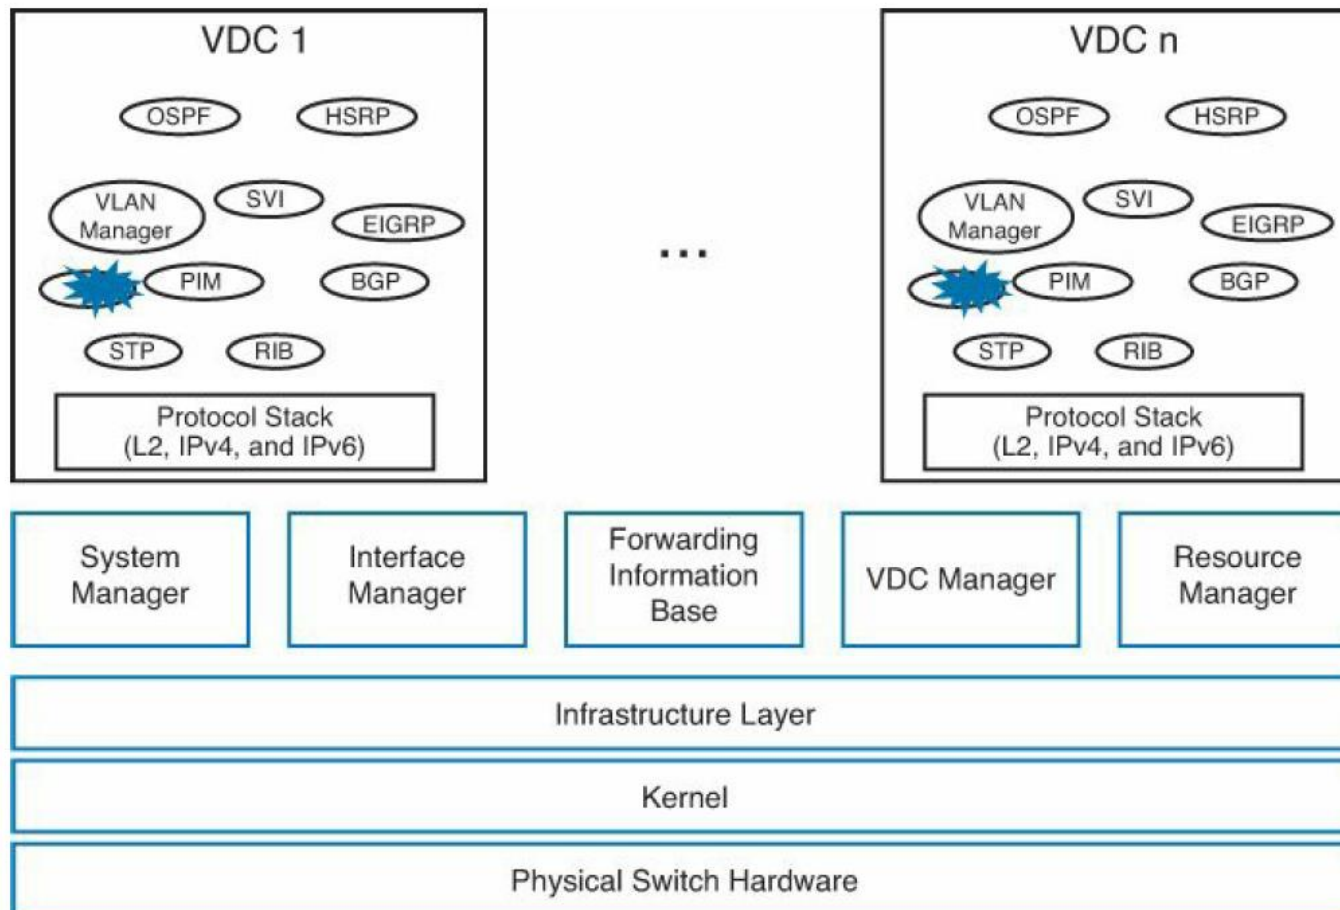 VDC 1
OSPF
HSRP
VLAN
Manager
SVI
EIGRP
PIM
BGP
STP
RIB
Protocol Stack
(L2, IPv4, and IPv6)
...
VDC n
OSPF
HSRP
VLAN
Manager
SVI
EIGRP
PIM
BGP
STP
RIB
Protocol Stack
(L2, IPv4, and IPv6)
System
Manager
Interface
Manager
Forwarding
Information
Base
VDC Manager
Resource
Manager
Infrastructure Layer
Kernel
Physical Switch Hardware